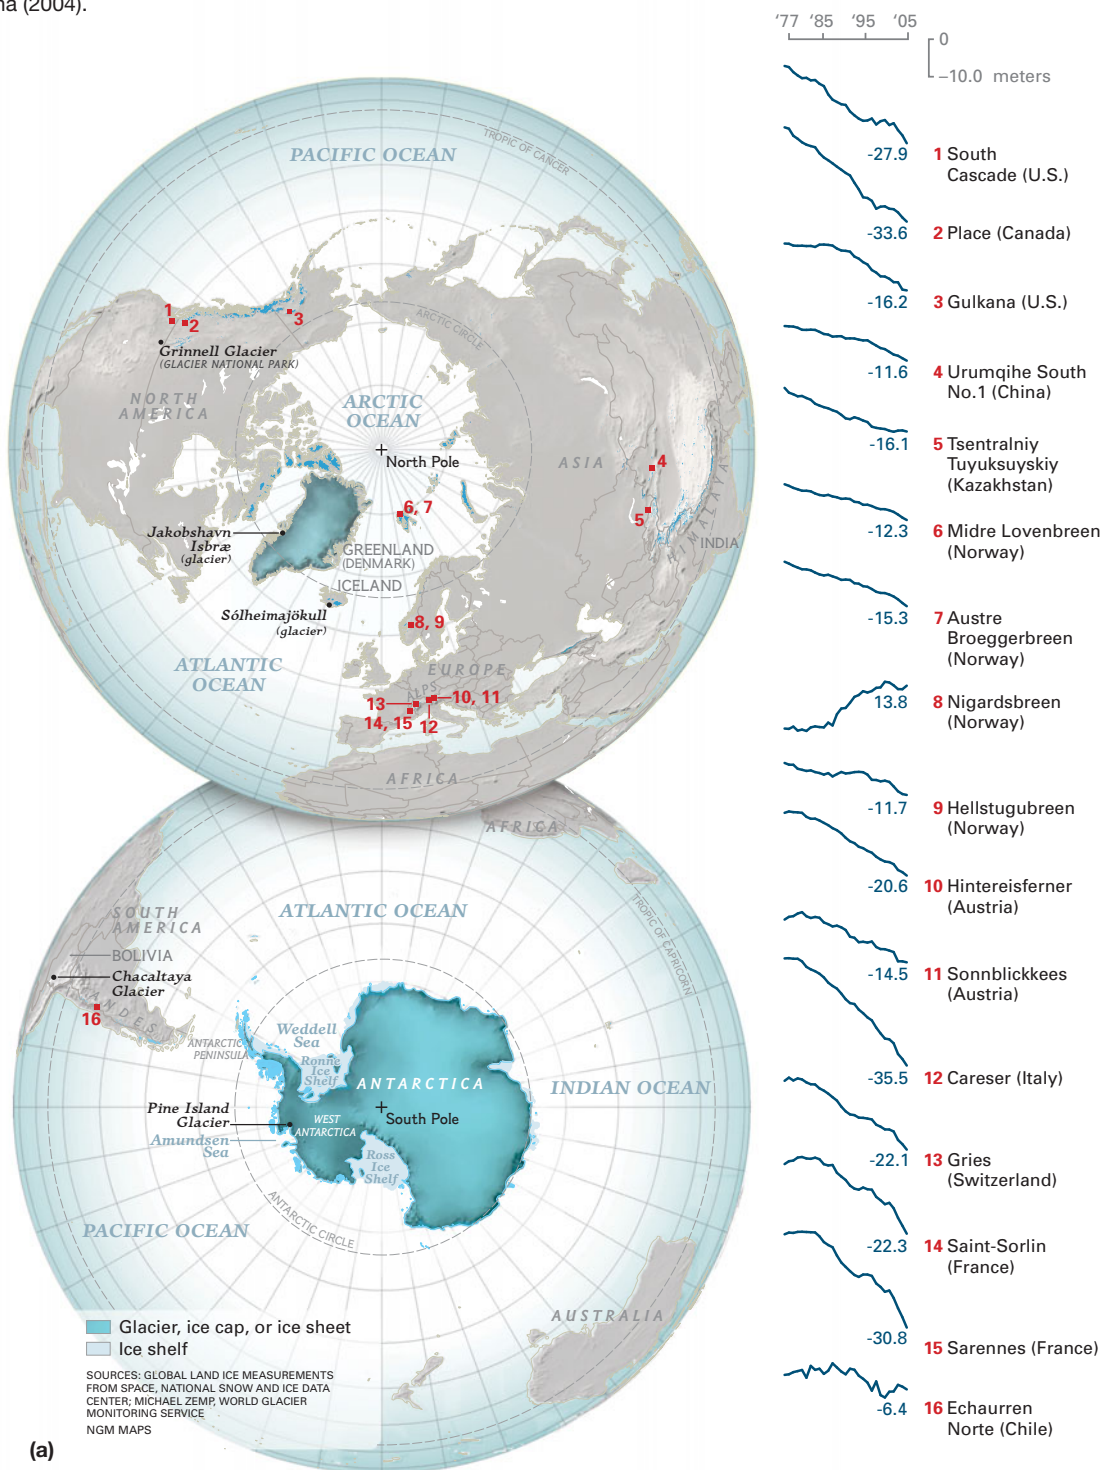 na (2004).
'77 '85 '95 '05
0
–10.0 meters
PACIFIC OCEAN
TROPIC OF CANCER
1
2
3
Grinnell Glacier
(GLACIER NATIONAL PARK)
ARCTIC CIRCLE
NORTH
AMERICA
ARCTIC
OCEAN
North Pole
ASIA
4
5
6, 7
HIMALAYA
INDIA
Jakobshavn
Isbræ
(glacier)
GREENLAND
(DENMARK)
ICELAND
Sólheimajökull
(glacier)
8, 9
ATLANTIC
OCEAN
EUROPE
ALPS
10, 11
13
14, 15
12
AFRICA
AFRICA
SOUTH
AMERICA
ATLANTIC OCEAN
TROPIC OF CAPRICORN
BOLIVIA
Chacaltaya
Glacier
16
ANDES
ANTARCTIC
PENINSULA
Weddell
Sea
Ronne
Ice
Shelf
ANTARCTICA
INDIAN OCEAN
South Pole
Pine Island
Glacier
WEST
ANTARCTICA
Amundsen
Sea
Ross
Ice
Shelf
ANTARCTIC CIRCLE
PACIFIC OCEAN
AUSTRALIA
Glacier, ice cap, or ice sheet
Ice shelf
SOURCES: GLOBAL LAND ICE MEASUREMENTS
FROM SPACE, NATIONAL SNOW AND ICE DATA
CENTER; MICHAEL ZEMP, WORLD GLACIER
MONITORING SERVICE
NGM MAPS
(a)
-27.9 1 South
Cascade (U.S.)
-33.6 2 Place (Canada)
-16.2 3 Gulkana (U.S.)
-11.6 4 Urumqihe South
No.1 (China)
-16.1 5 Tsentralniy
Tuyuksuyskiy
(Kazakhstan)
-12.3 6 Midre Lovenbreen
(Norway)
-15.3 7 Austre
Broeggerbreen
(Norway)
13.8 8 Nigardsbreen
(Norway)
-11.7 9 Hellstugubreen
(Norway)
-20.6 10 Hintereisferner
(Austria)
-14.5 11 Sonnblickkees
(Austria)
-35.5 12 Careser (Italy)
-22.1 13 Gries
(Switzerland)
-22.3 14 Saint-Sorlin
(France)
-30.8 15 Sarennes (France)
-6.4 16 Echaurren
Norte (Chile)